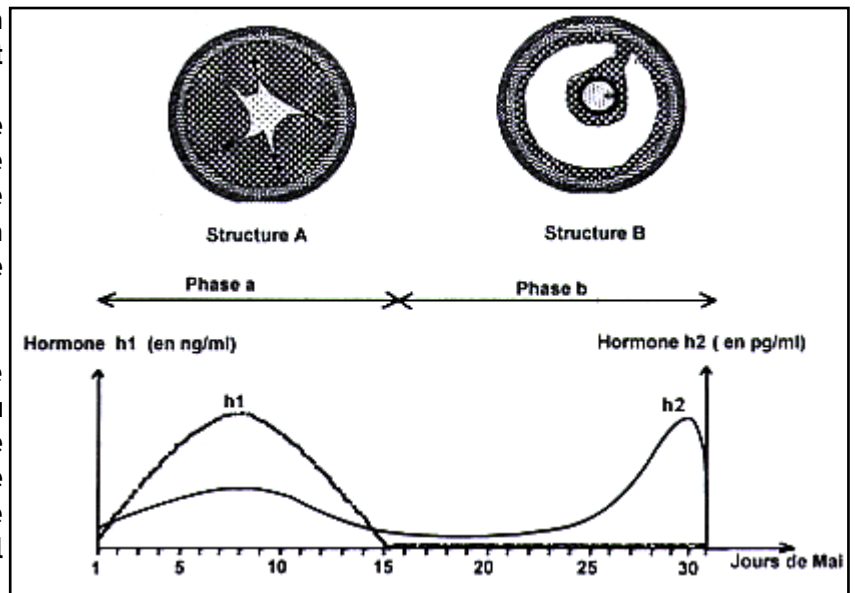 Structure A
Structure B
Phase a
Phase b
Hormone h1 (en ng/ml)
Hormone h2 ( en pg/ml)
h1
h2
1 5 10 15 20 25 30
Jours de Mai